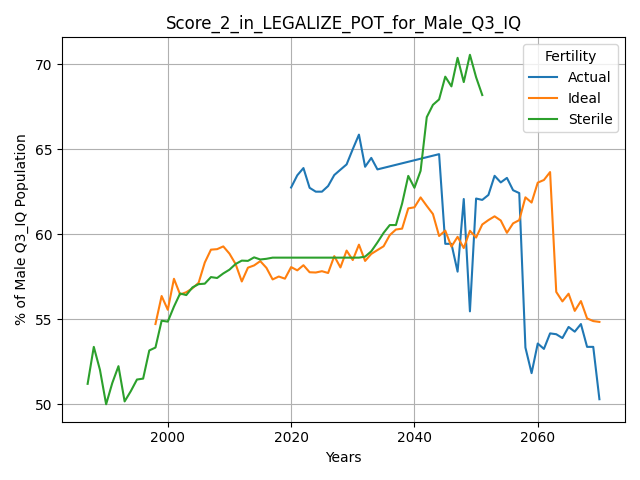 Score_2_in_LEGALIZE_POT_for_Male_Q3_IQ
Fertility
Actual
Ideal
Sterile
% of Male Q3_IQ Population
70
65
60
55
50
2000
2020
2040
2060
Years